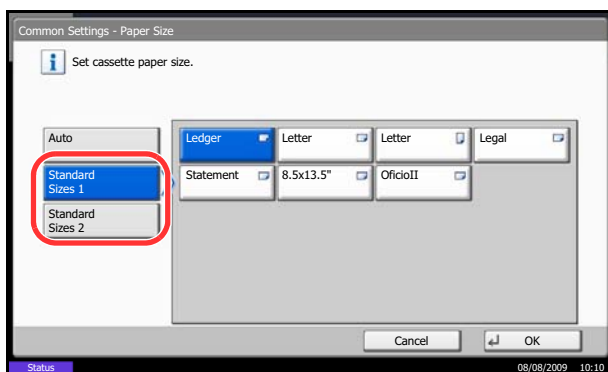 Common Settings - Paper Size
Set cassette paper size.
Auto
Ledger
Letter
Letter
Legal
Standard
Sizes 1
Statement
8.5x13.5"
OficioII
Standard
Sizes 2
Cancel
OK
Status
08/08/2009 10:10